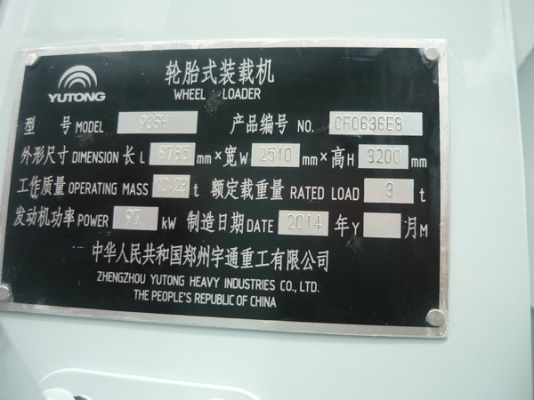 YUTONG
轮胎式装载机
WHEEL LOADER
型 号 MODEL 936H 产品编号 NO. CF0636E8
外形尺寸 DIMENSION 长 L 6765 mm×宽 W 2510 mm×高 H 3200 mm
工作质量 OPERATING MASS t 额定载重量 RATED LOAD 3 t
发动机功率 POWER 97 kW 制造日期 DATE 2014 年 Y 月 M
中华人民共和国郑州宇通重工有限公司
ZHENGZHOU YUTONG HEAVY INDUSTRIES CO., LTD.
THE PEOPLE'S REPUBLIC OF CHINA